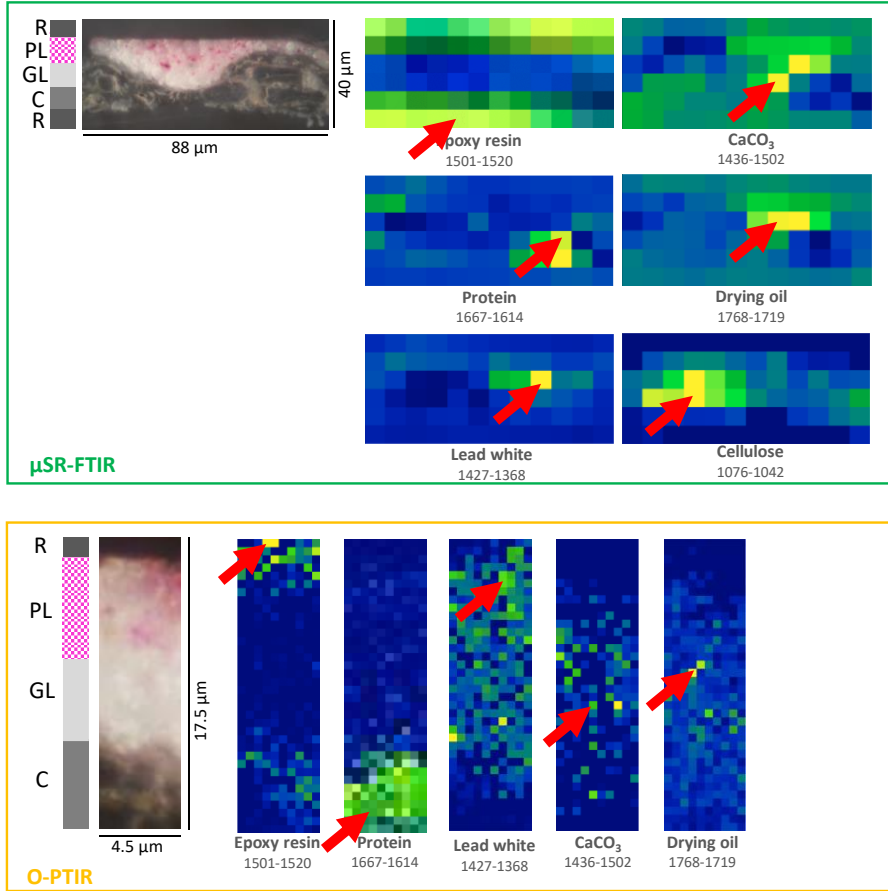 R
PL
GL
C
R
40 µm
88 µm
Epoxy resin
1501-1520
CaCO₃
1436-1502
Protein
1667-1614
Drying oil
1768-1719
Lead white
1427-1368
Cellulose
1076-1042
µSR-FTIR
R
PL
GL
C
17.5 µm
4.5 µm
Epoxy resin
1501-1520
Protein
1667-1614
Lead white
1427-1368
CaCO₃
1436-1502
Drying oil
1768-1719
O-PTIR